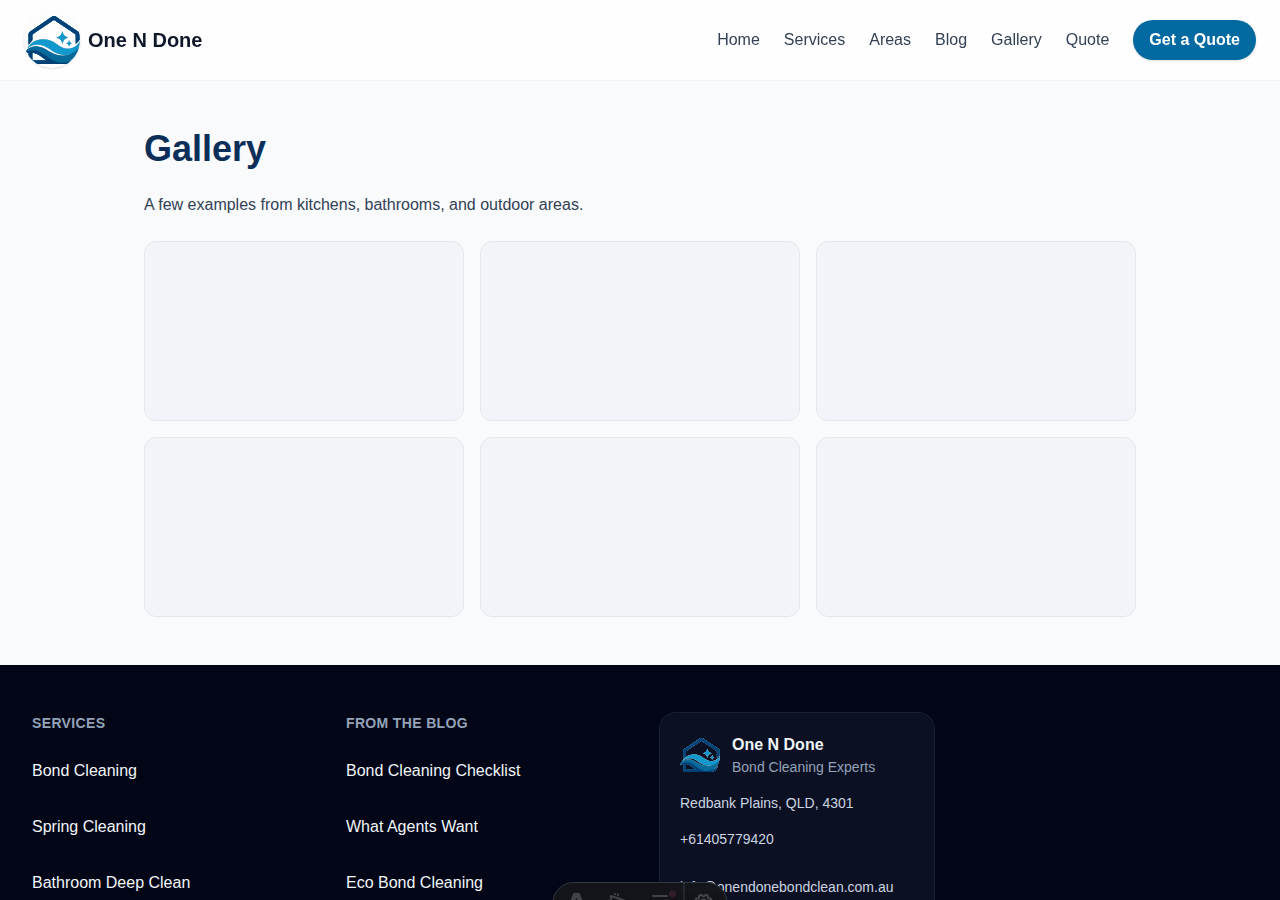 One N Done
Home Services Areas Blog Gallery Quote Get a Quote
Gallery
A few examples from kitchens, bathrooms, and outdoor areas.
SERVICES
Bond Cleaning
Spring Cleaning
Bathroom Deep Clean
FROM THE BLOG
Bond Cleaning Checklist
What Agents Want
Eco Bond Cleaning
One N Done
Bond Cleaning Experts
Redbank Plains, QLD, 4301
+61405779420
info@onendonebondclean.com.au